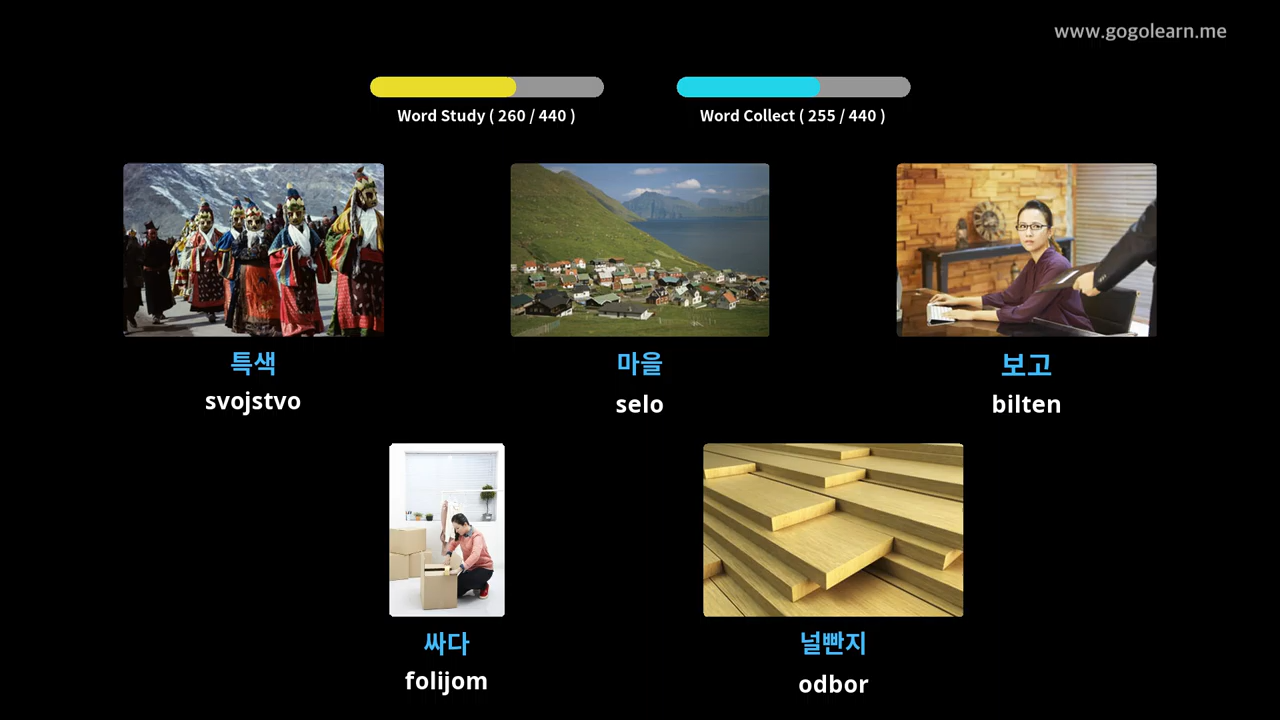 www.gogolearn.me
Word Study ( 260 / 440 )
Word Collect ( 255 / 440 )
특색
svojstvo
마을
selo
보고
bilten
싸다
folijom
널빤지
odbor